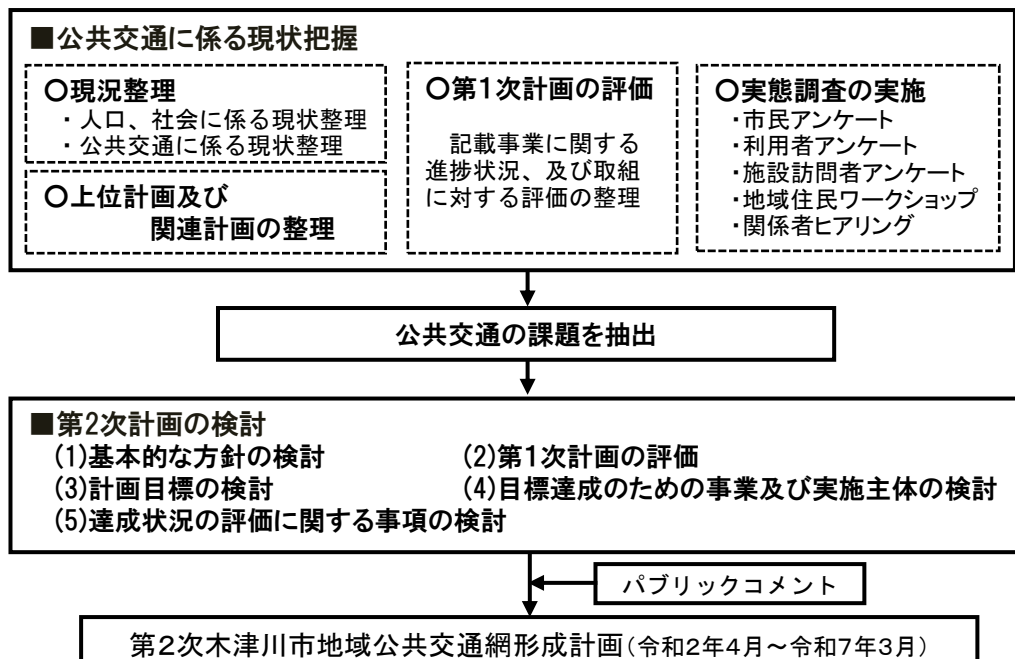 ■公共交通に係る現状把握
〇現況整理
・人口、社会に係る現状整理
・公共交通に係る現状整理
〇上位計画及び
関連計画の整理
〇第1次計画の評価
記載事業に関する
進捗状況、及び取組
に対する評価の整理
〇実態調査の実施
・市民アンケート
・利用者アンケート
・施設訪問者アンケート
・地域住民ワークショップ
・関係者ヒアリング
公共交通の課題を抽出
■第2次計画の検討
(1)基本的な方針の検討
(2)第1次計画の評価
(3)計画目標の検討
(4)目標達成のための事業及び実施主体の検討
(5)達成状況の評価に関する事項の検討
パブリックコメント
第2次木津川市地域公共交通網形成計画(令和2年4月～令和7年3月)